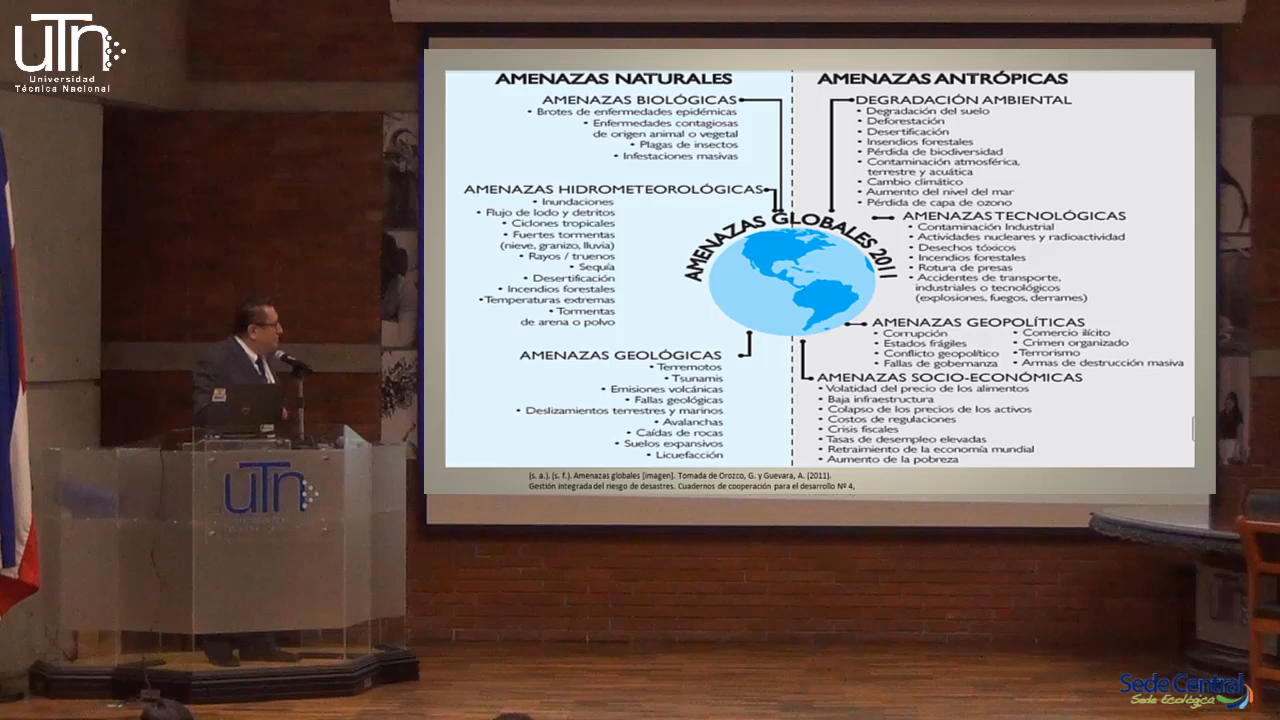 UTN
Universidad
Técnica Nacional
AMENAZAS NATURALES
AMENAZAS BIOLÓGICAS
• Brotes de enfermedades epidémicas
• Enfermedades contagiosas
de origen animal o vegetal
• Plagas de insectos
• Infestaciones masivas
AMENAZAS HIDROMETEOROLÓGICAS
• Inundaciones
• Flujo de lodo y detritos
• Ciclones tropicales
• Fuertes tormentas
(nieve, granizo, lluvia)
• Rayos / truenos
• Sequía
• Desertificación
• Incendios forestales
• Temperaturas extremas
• Tormentas
de arena o polvo
AMENAZAS GEOLÓGICAS
• Terremotos
• Tsunamis
• Emisiones volcánicas
• Fallas geológicas
• Deslizamientos terrestres y marinos
• Avalanchas
• Caídas de rocas
• Suelos expansivos
• Licuefacción
AMENAZAS GLOBALES 2011
AMENAZAS ANTRÓPICAS
DEGRADACIÓN AMBIENTAL
• Degradación del suelo
• Deforestación
• Desertificación
• Insendios forestales
• Pérdida de biodiversidad
• Contaminación atmosférica,
terrestre y acuática
• Cambio climático
• Aumento del nivel del mar
• Pérdida de capa de ozono
AMENAZAS TECNOLÓGICAS
• Contaminación Industrial
• Actividades nucleares y radioactividad
• Desechos tóxicos
• Incendios forestales
• Rotura de presas
• Accidentes de transporte,
industriales o tecnológicos
(explosiones, fuegos, derrames)
AMENAZAS GEOPOLÍTICAS
• Corrupción
• Estados frágiles
• Conflicto geopolítico
• Fallas de gobernanza
• Comercio ilícito
• Crimen organizado
• Terrorismo
• Armas de destrucción masiva
AMENAZAS SOCIO-ECONÓMICAS
• Volatidad del precio de los alimentos
• Baja infraestructura
• Colapso de los precios de los activos
• Costos de regulaciones
• Crisis fiscales
• Tasas de desempleo elevadas
• Retraimiento de la economía mundial
• Aumento de la pobreza
(s. a.). (s. f.). Amenazas globales [imagen]. Tomada de Orozco, G. y Guevara, A. (2011).
Gestión integrada del riesgo de desastres. Cuadernos de cooperación para el desarrollo Nº 4,
UTN
Sede Central
Sede Ecológica